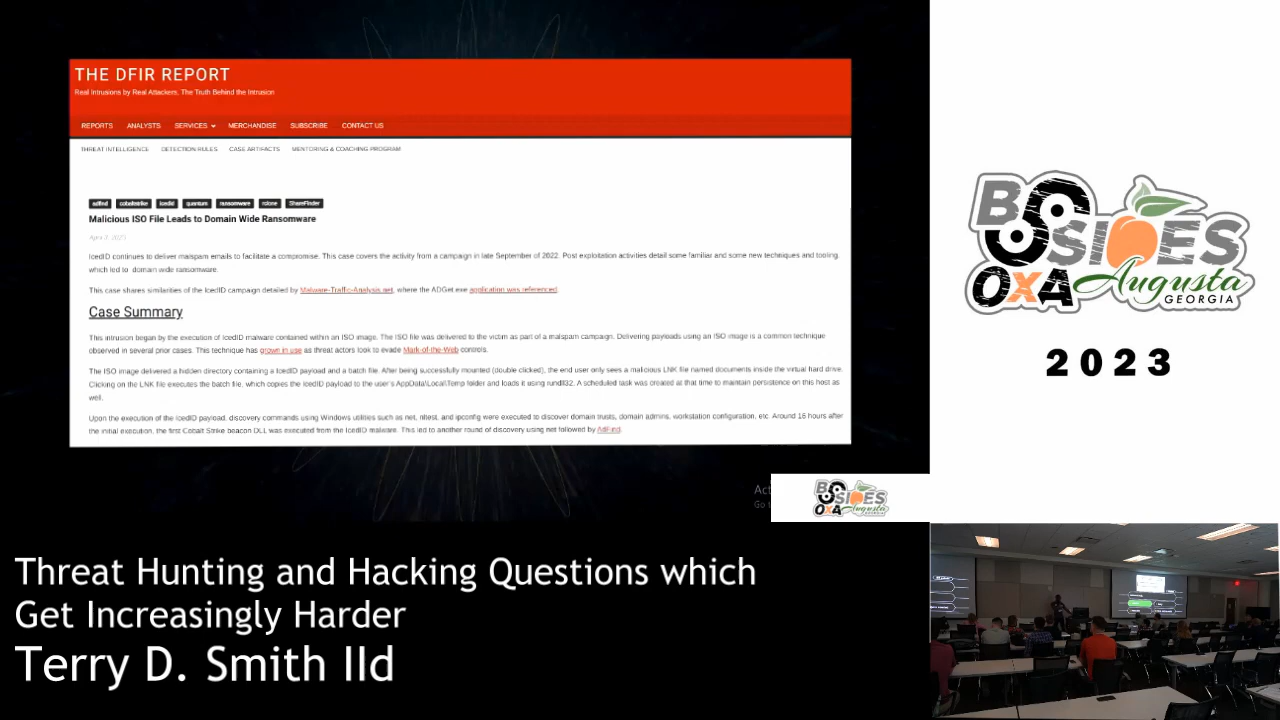 THE DFIR REPORT
Real Intrusions by Real Attackers, The Truth Behind the Intrusion
REPORTS ANALYSTS SERVICES MERCHANDISE SUBSCRIBE CONTACT US
THREAT INTELLIGENCE DETECTION RULES CASE ARTIFACTS MENTORING & COACHING PROGRAM
adfind cobaltstrike icedid quantum ransomware rclone ShareFinder
Malicious ISO File Leads to Domain Wide Ransomware
April 3, 2023
IcedID continues to deliver malspam emails to facilitate a compromise. This case covers the activity from a campaign in late September of 2022. Post exploitation activities detail some familiar and some new techniques and tooling,
which led to domain wide ransomware.
This case shares similarities of the IcedID campaign detailed by Malware-Traffic-Analysis.net, where the ADGet.exe application was referenced.
Case Summary
This intrusion began by the execution of IcedID malware contained within an ISO image. The ISO file was delivered to the victim as part of a malspam campaign. Delivering payloads using an ISO image is a common technique
observed in several prior cases. This technique has grown in use as threat actors look to evade Mark-of-the-Web controls.
The ISO image delivered a hidden directory containing a IcedID payload and a batch file. After being successfully mounted (double clicked), the end user only sees a malicious LNK file named documents inside the virtual hard drive.
Clicking on the LNK file executes the batch file, which copies the IcedID payload to the user's AppData\Local\Temp folder and loads it using rundll32. A scheduled task was created at that time to maintain persistence on this host as
well.
Upon the execution of the IcedID payload, discovery commands using Windows utilities such as net, nltest, and ipconfig were executed to discover domain trusts, domain admins, workstation configuration, etc. Around 16 hours after
the initial execution, the first Cobalt Strike beacon DLL was executed from the IcedID malware. This led to another round of discovery using net followed by AdFind.
Act
Go t
BSIDES
OxA Augusta
GEORGIA
BSIDES
OxA Augusta
GEORGIA
2023
Threat Hunting and Hacking Questions which
Get Increasingly Harder
Terry D. Smith IId